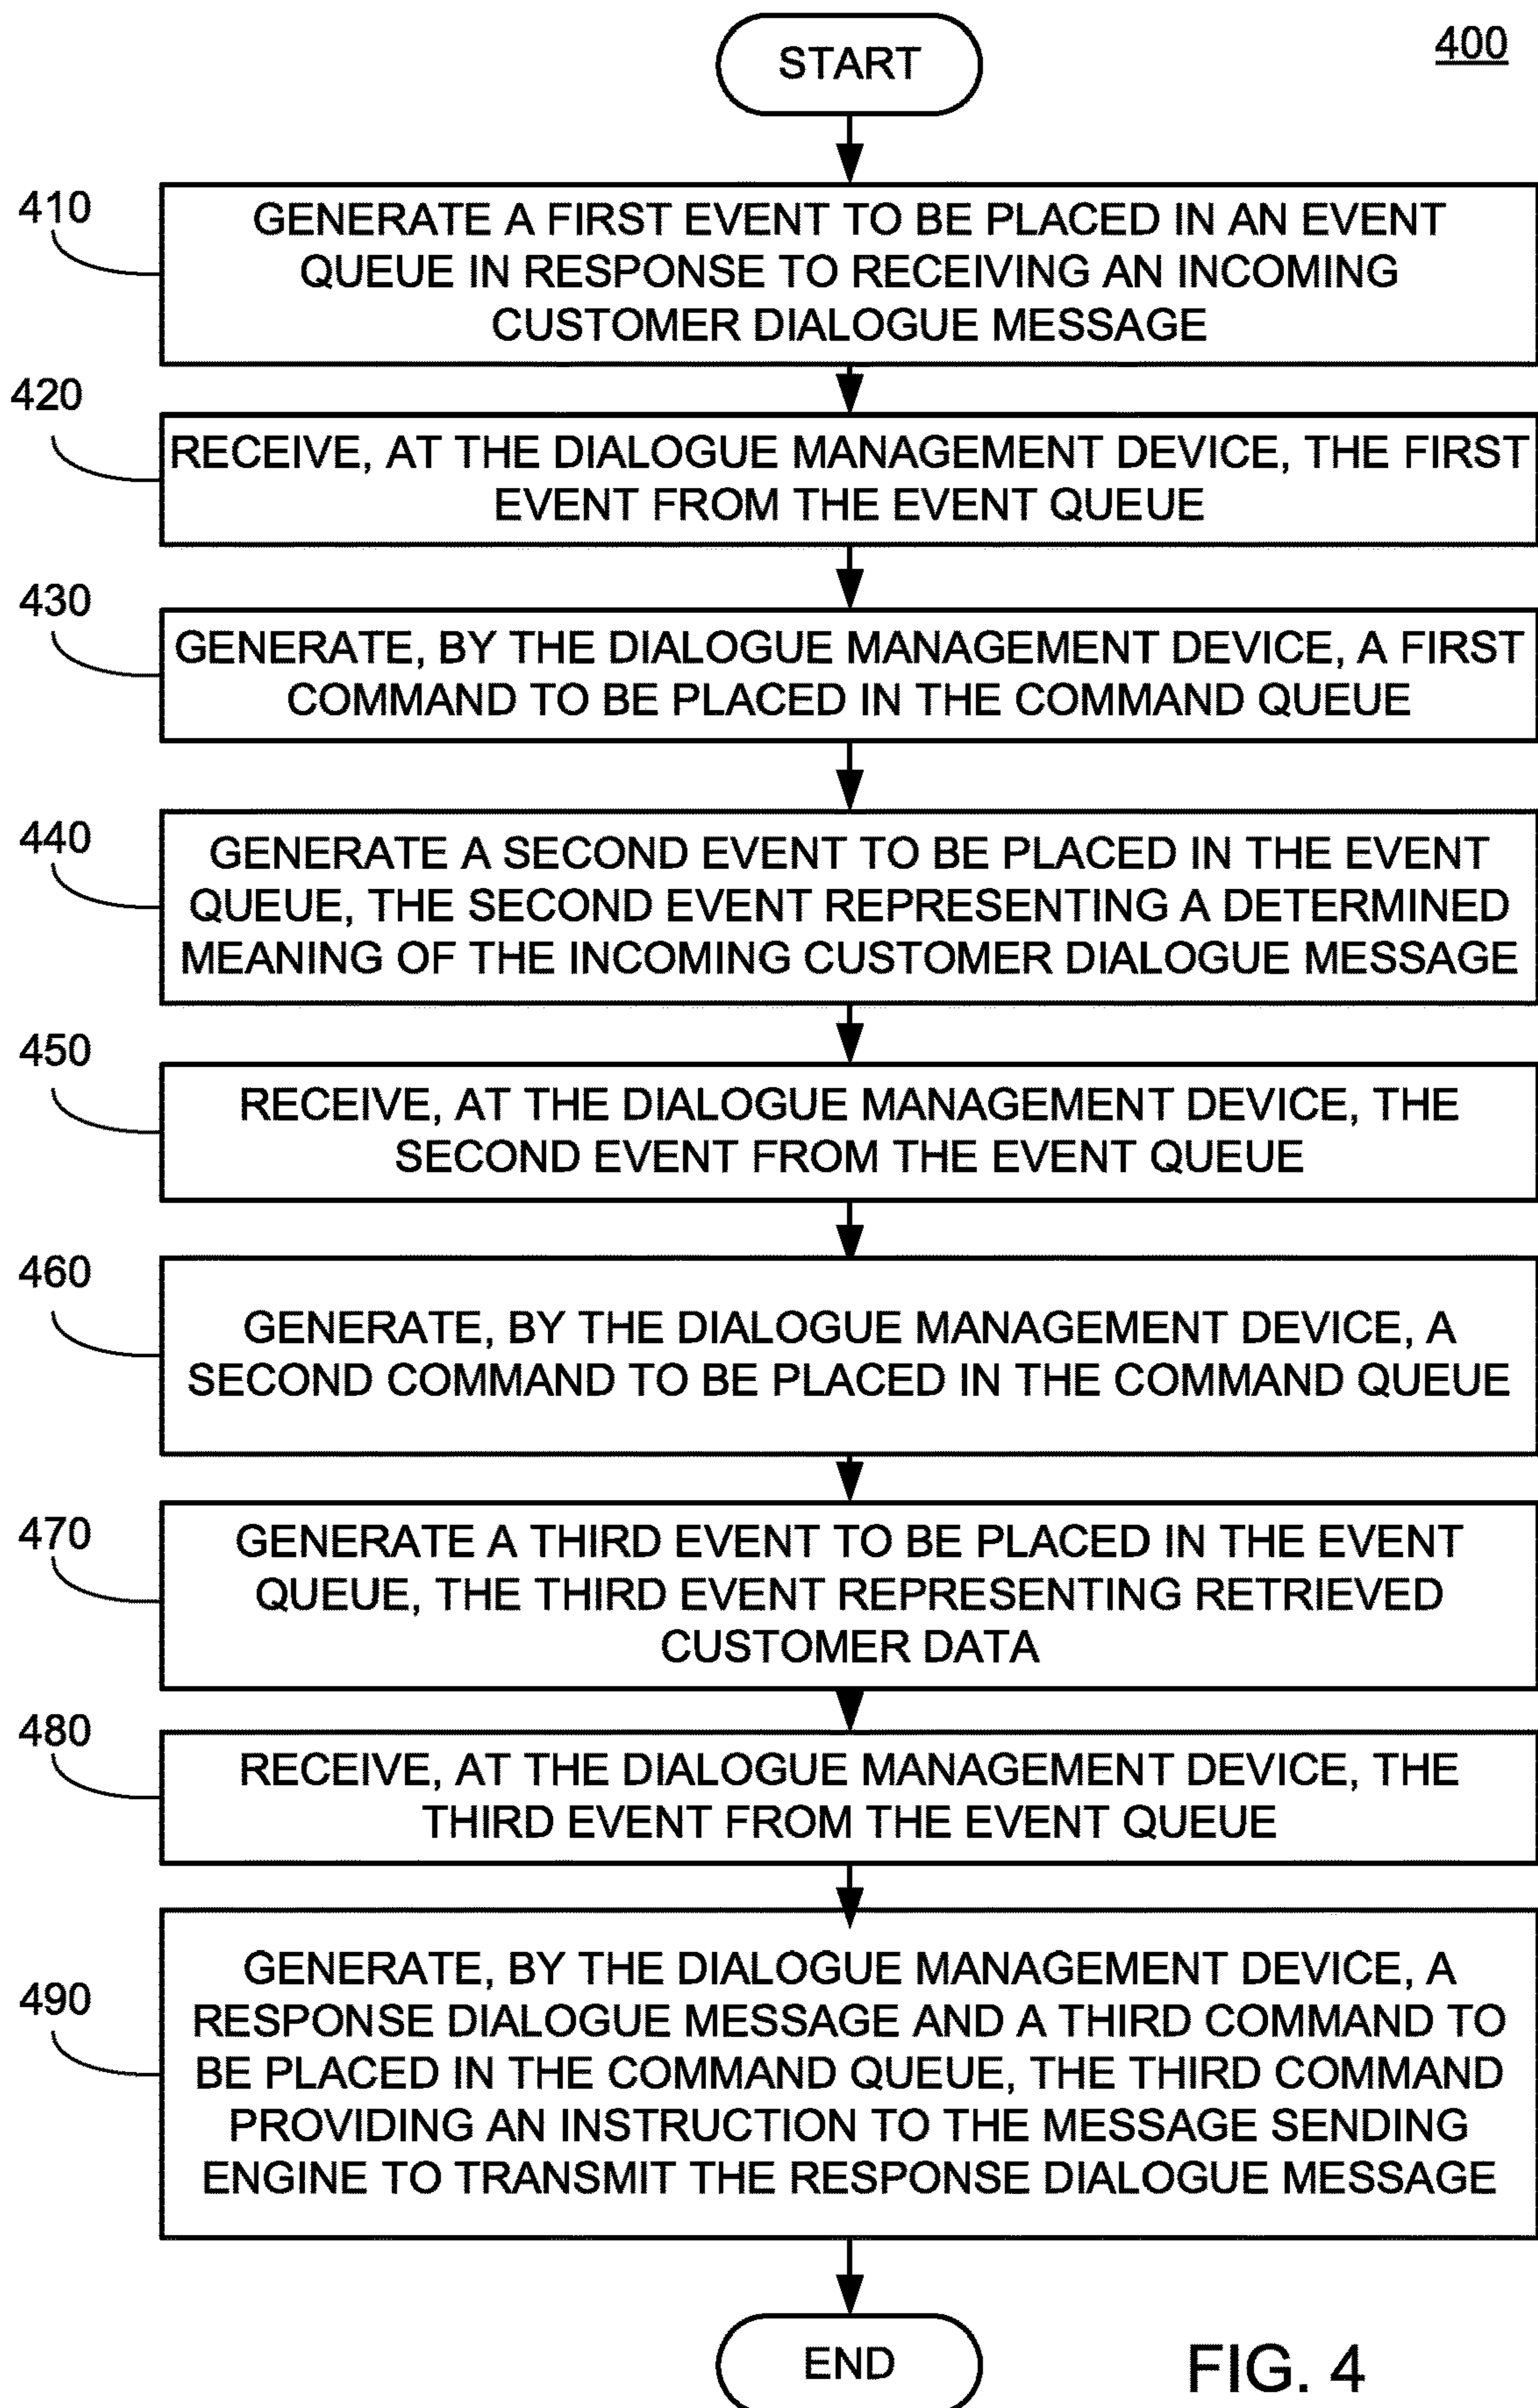 START
400
410
GENERATE A FIRST EVENT TO BE PLACED IN AN EVENT
QUEUE IN RESPONSE TO RECEIVING AN INCOMING
CUSTOMER DIALOGUE MESSAGE
420
RECEIVE, AT THE DIALOGUE MANAGEMENT DEVICE, THE FIRST
EVENT FROM THE EVENT QUEUE
430
GENERATE, BY THE DIALOGUE MANAGEMENT DEVICE, A FIRST
COMMAND TO BE PLACED IN THE COMMAND QUEUE
440
GENERATE A SECOND EVENT TO BE PLACED IN THE EVENT
QUEUE, THE SECOND EVENT REPRESENTING A DETERMINED
MEANING OF THE INCOMING CUSTOMER DIALOGUE MESSAGE
450
RECEIVE, AT THE DIALOGUE MANAGEMENT DEVICE, THE
SECOND EVENT FROM THE EVENT QUEUE
460
GENERATE, BY THE DIALOGUE MANAGEMENT DEVICE, A
SECOND COMMAND TO BE PLACED IN THE COMMAND QUEUE
470
GENERATE A THIRD EVENT TO BE PLACED IN THE EVENT
QUEUE, THE THIRD EVENT REPRESENTING RETRIEVED
CUSTOMER DATA
480
RECEIVE, AT THE DIALOGUE MANAGEMENT DEVICE, THE
THIRD EVENT FROM THE EVENT QUEUE
490
GENERATE, BY THE DIALOGUE MANAGEMENT DEVICE, A
RESPONSE DIALOGUE MESSAGE AND A THIRD COMMAND TO
BE PLACED IN THE COMMAND QUEUE, THE THIRD COMMAND
PROVIDING AN INSTRUCTION TO THE MESSAGE SENDING
ENGINE TO TRANSMIT THE RESPONSE DIALOGUE MESSAGE
END
FIG. 4